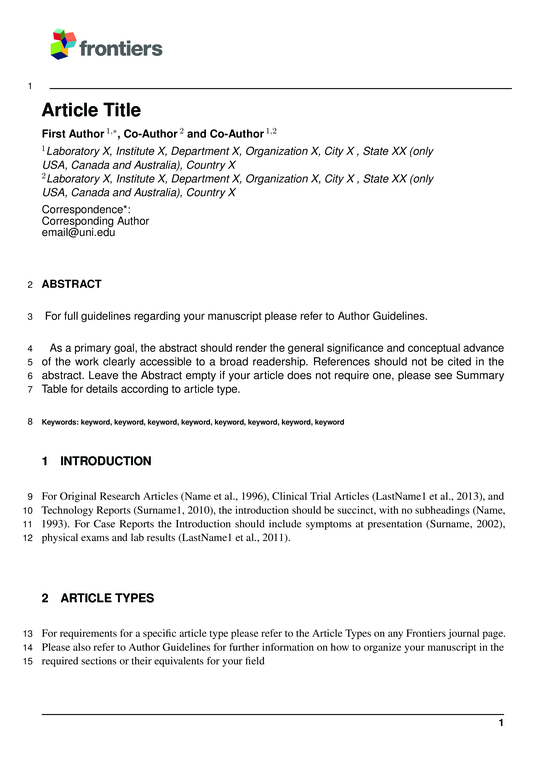 frontiers
1
Article Title
First Author 1,∗, Co-Author 2 and Co-Author 1,2
1Laboratory X, Institute X, Department X, Organization X, City X , State XX (only
USA, Canada and Australia), Country X
2Laboratory X, Institute X, Department X, Organization X, City X , State XX (only
USA, Canada and Australia), Country X
Correspondence*:
Corresponding Author
email@uni.edu
2 ABSTRACT
3 For full guidelines regarding your manuscript please refer to Author Guidelines.
4 As a primary goal, the abstract should render the general significance and conceptual advance
5 of the work clearly accessible to a broad readership. References should not be cited in the
6 abstract. Leave the Abstract empty if your article does not require one, please see Summary
7 Table for details according to article type.
8 Keywords: keyword, keyword, keyword, keyword, keyword, keyword, keyword, keyword
1 INTRODUCTION
9 For Original Research Articles (Name et al., 1996), Clinical Trial Articles (LastName1 et al., 2013), and
10 Technology Reports (Surname1, 2010), the introduction should be succinct, with no subheadings (Name,
11 1993). For Case Reports the Introduction should include symptoms at presentation (Surname, 2002),
12 physical exams and lab results (LastName1 et al., 2011).
2 ARTICLE TYPES
13 For requirements for a specific article type please refer to the Article Types on any Frontiers journal page.
14 Please also refer to Author Guidelines for further information on how to organize your manuscript in the
15 required sections or their equivalents for your field
1